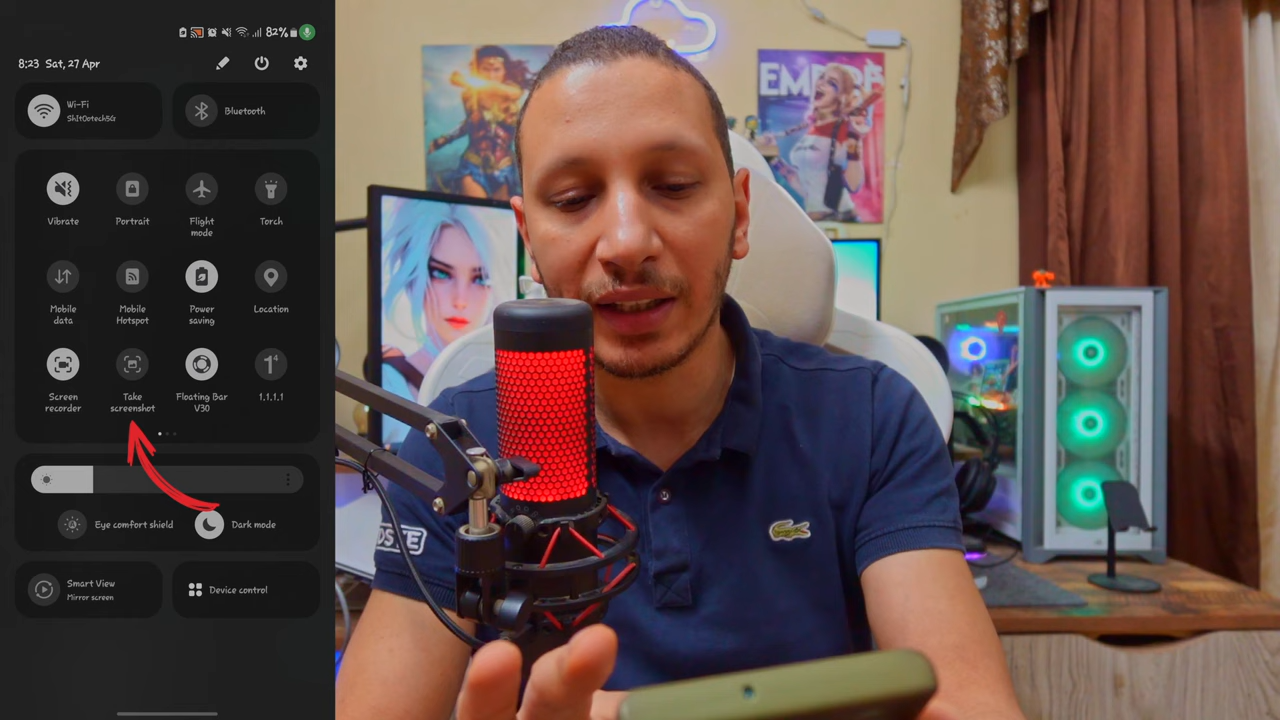 82%
8:23 Sat, 27 Apr
Wi-Fi
Bluetooth
Vibrate
Portrait
Flight
mode
Torch
Mobile
data
Mobile
Hotspot
Power
saving
Location
Screen
recorder
Take
screenshot
Floating Bar
V30
1⁴
1.1.1.1
Eye comfort shield
Dark mode
Smart View
Mirror screen
Device control
EMPIRE